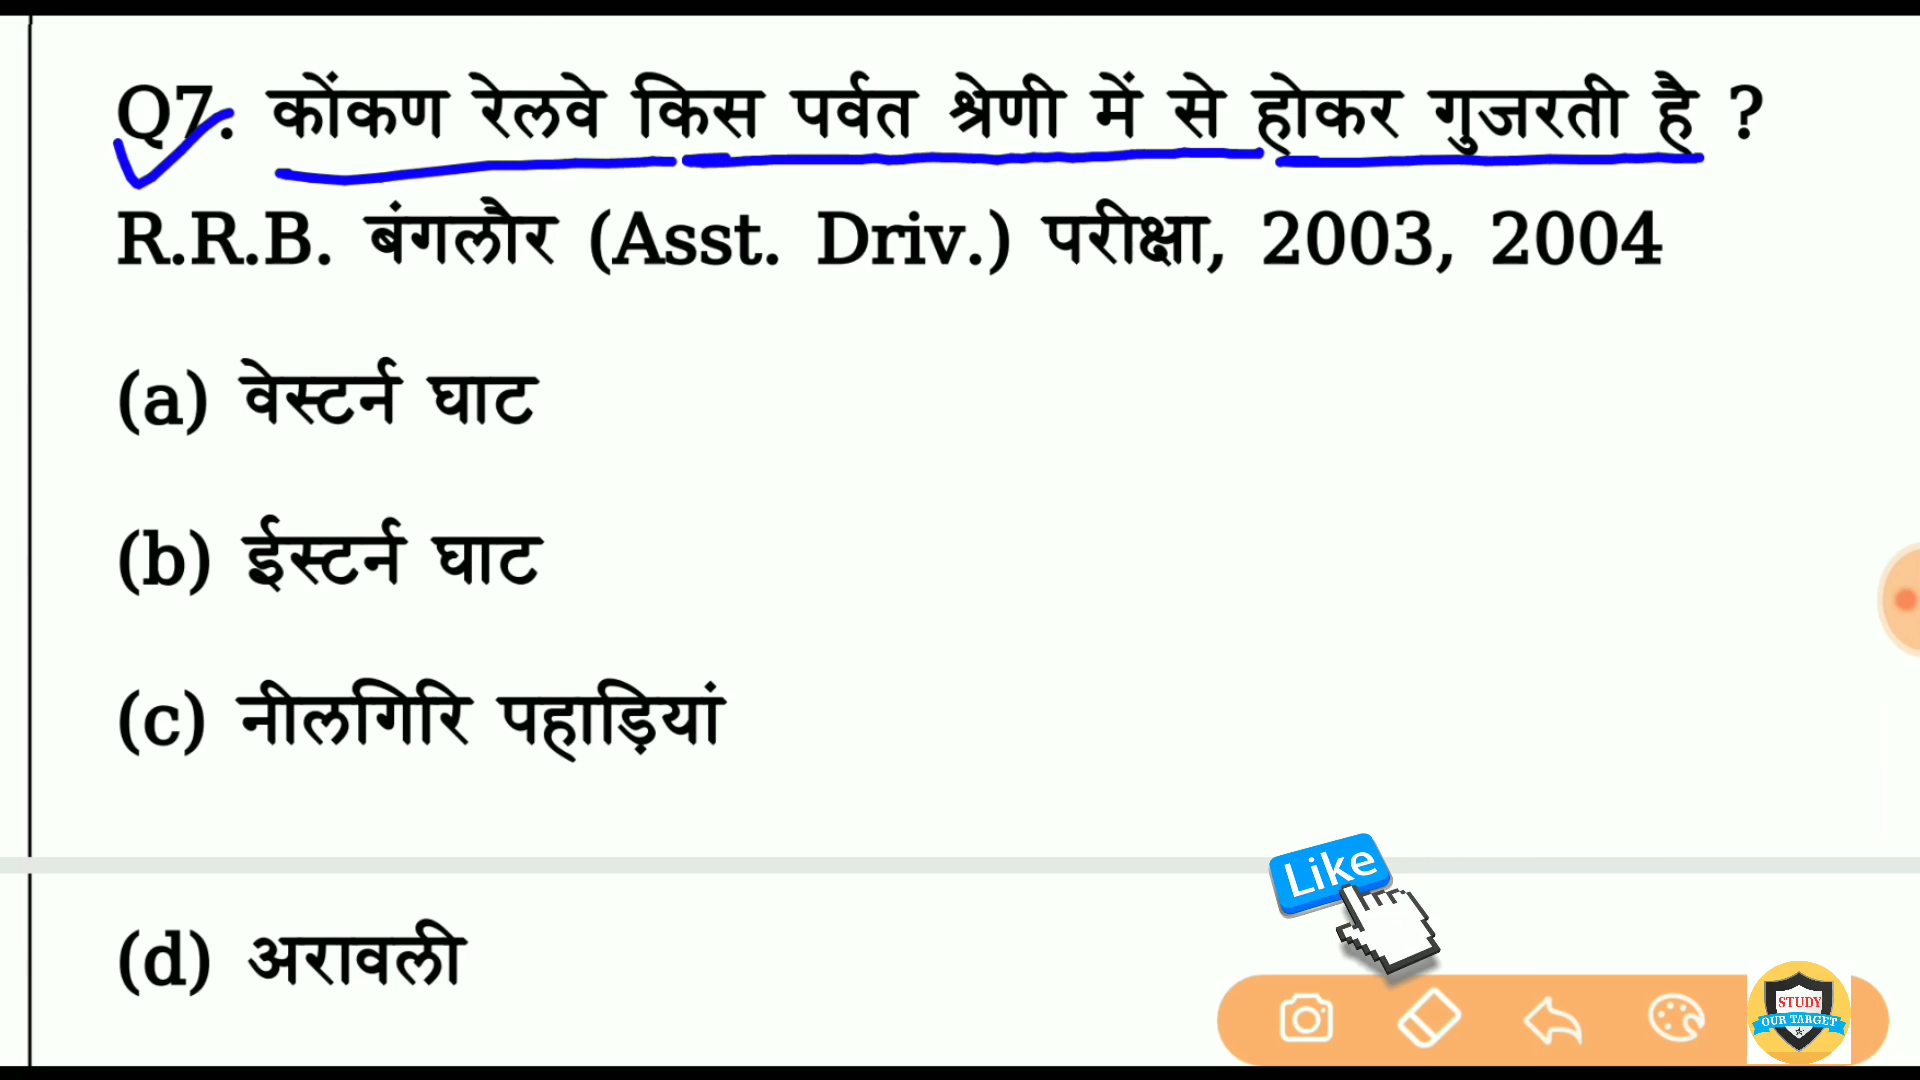 Q7. कोंकण रेलवे किस पर्वत श्रेणी में से होकर गुजरती है ?
R.R.B. बंगलौर (Asst. Driv.) परीक्षा, 2003, 2004
(a) वेस्टर्न घाट
(b) ईस्टर्न घाट
(c) नीलगिरि पहाड़ियां
Like
(d) अरावली
STUDY
OUR TARGET